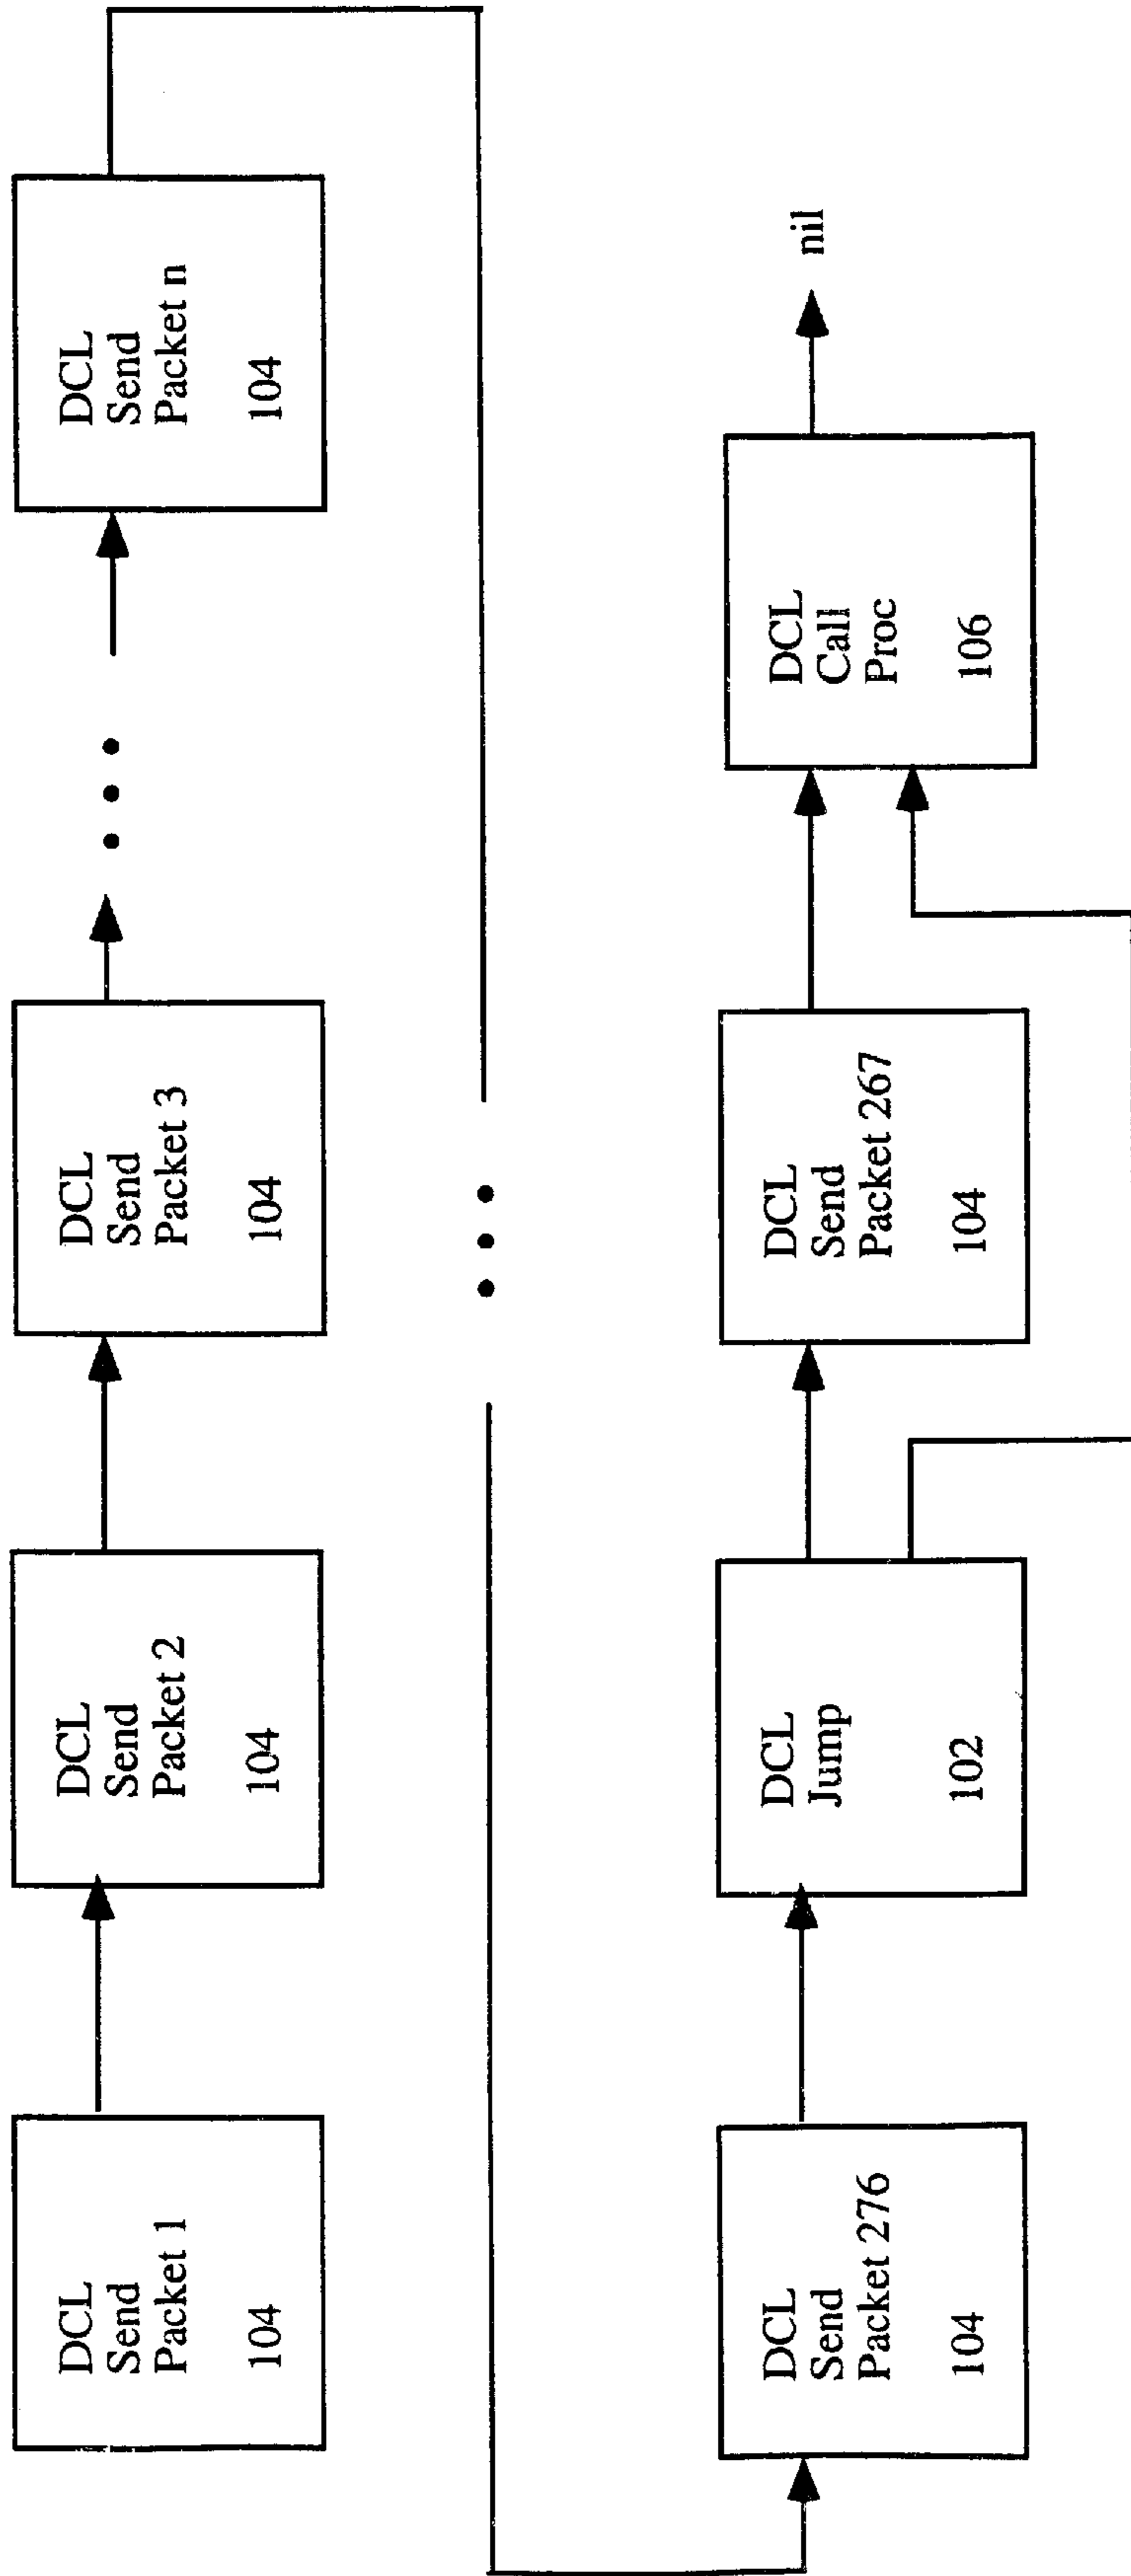 DCL
Send
Packet 1
104
DCL
Send
Packet 2
104
DCL
Send
Packet 3
104
DCL
Send
Packet n
104
DCL
Send
Packet 276
104
DCL
Jump
102
DCL
Send
Packet 267
104
DCL
Call
Proc
106
nil